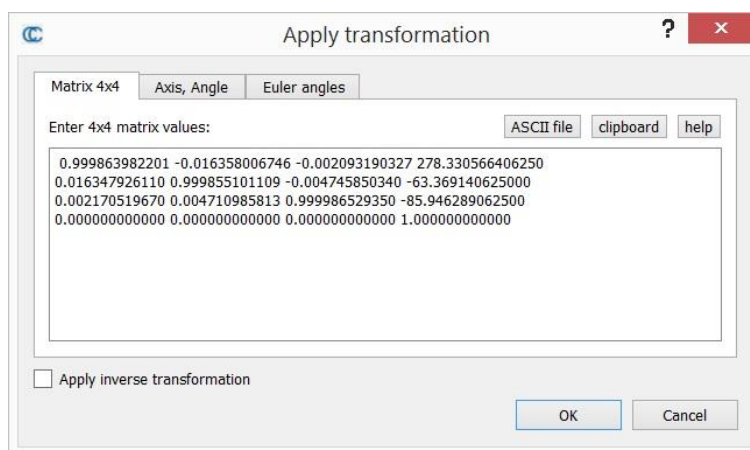 Apply transformation
?
x
Matrix 4x4
Axis, Angle
Euler angles
Enter 4x4 matrix values:
ASCII file
clipboard
help
0.999863982201 -0.016358006746 -0.002093190327 278.330566406250
0.016347926110 0.999855101109 -0.004745850340 -63.369140625000
0.002170519670 0.004710985813 0.999986529350 -85.946289062500
0.000000000000 0.000000000000 0.000000000000 1.000000000000
Apply inverse transformation
OK
Cancel